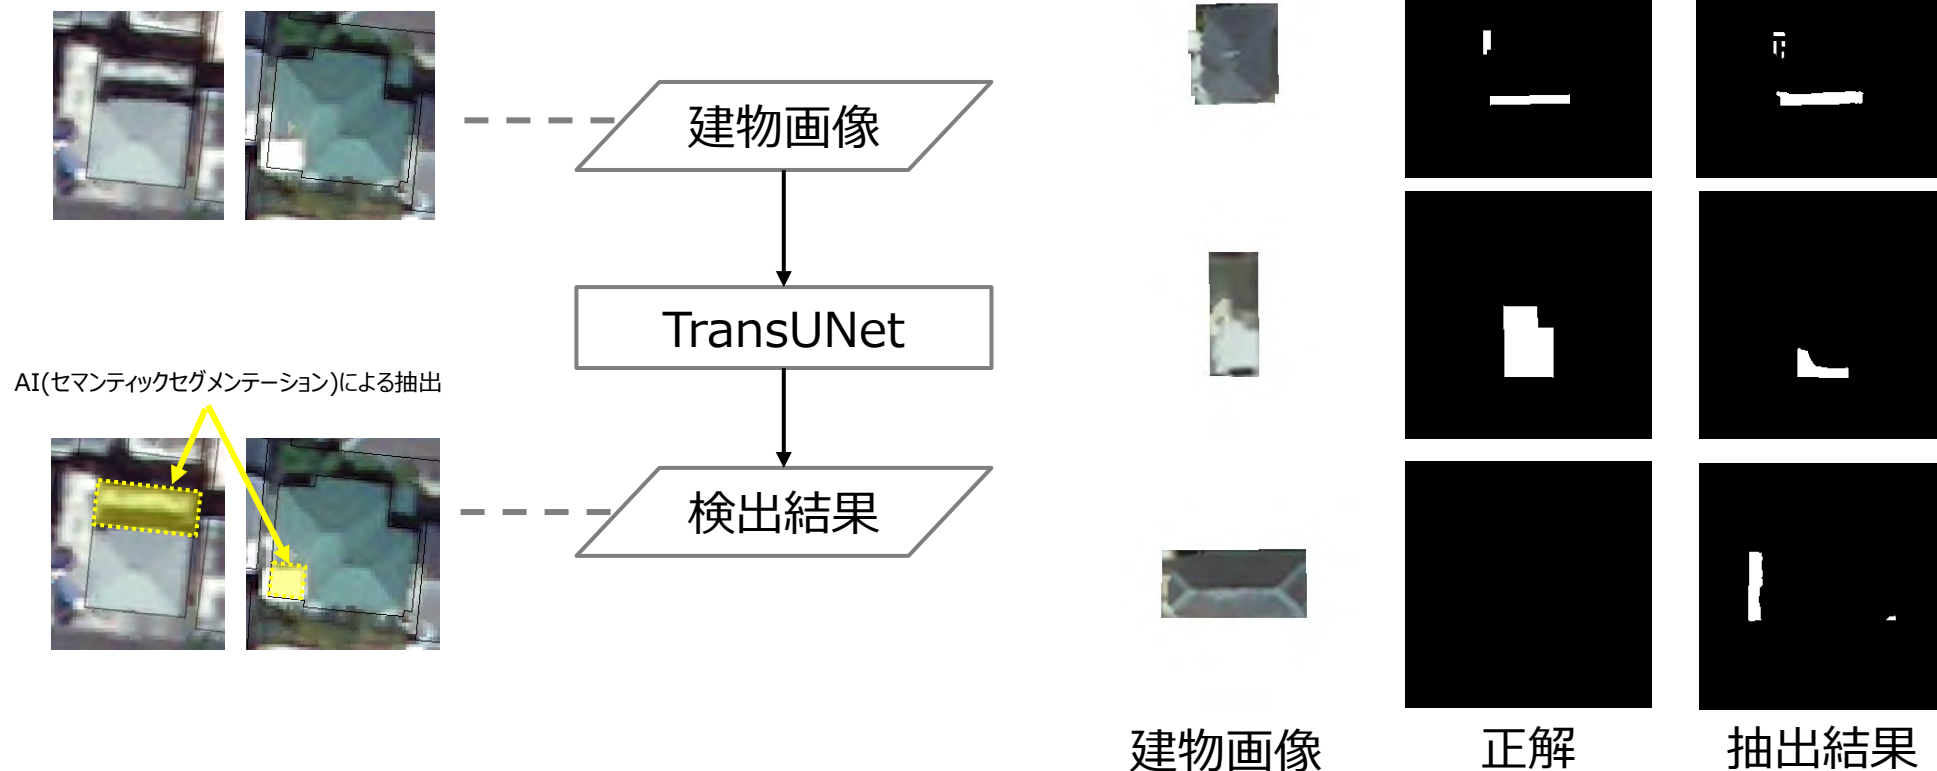 建物画像
TransUNet
AI(セマンティックセグメンテーション)による抽出
検出結果
建物画像
正解
抽出結果